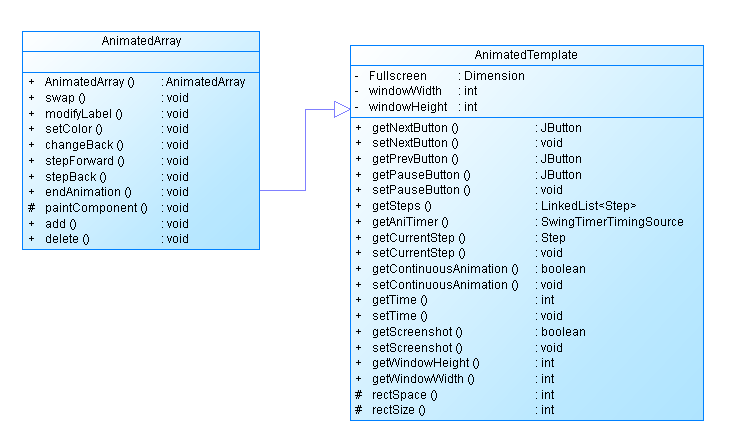 AnimatedArray
+ AnimatedArray () : AnimatedArray
+ swap () : void
+ modifyLabel () : void
+ setColor () : void
+ changeBack () : void
+ stepForward () : void
+ stepBack () : void
+ endAnimation () : void
# paintComponent () : void
+ add () : void
+ delete () : void
AnimatedTemplate
- Fullscreen : Dimension
- windowWidth : int
- windowHeight : int
+ getNextButton () : JButton
+ setNextButton () : void
+ getPrevButton () : JButton
+ getPauseButton () : JButton
+ setPauseButton () : void
+ getSteps () : LinkedList<Step>
+ getAniTimer () : SwingTimerTimingSource
+ getCurrentStep () : Step
+ setCurrentStep () : void
+ getContinuousAnimation () : boolean
+ setContinuousAnimation () : void
+ getTime () : int
+ setTime () : void
+ getScreenshot () : boolean
+ setScreenshot () : void
+ getWindowHeight () : int
+ getWindowWidth () : int
# rectSpace () : int
# rectSize () : int